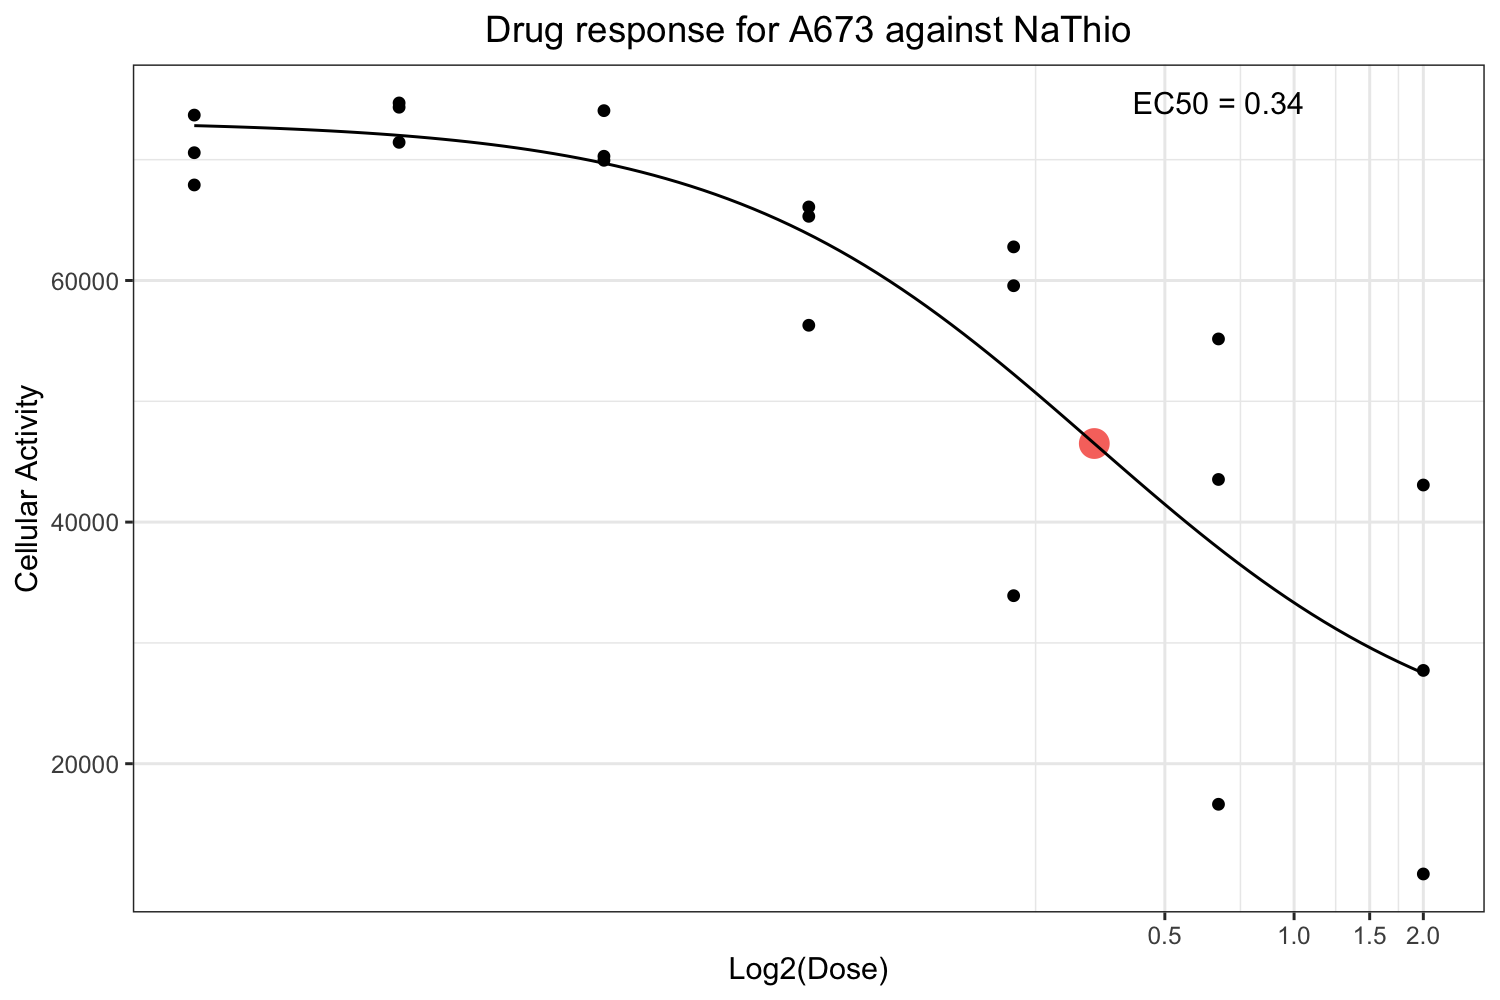 Drug response for A673 against NaThio
EC50 = 0.34
60000
40000
20000
Cellular Activity
0.5 1.0 1.5 2.0
Log2(Dose)